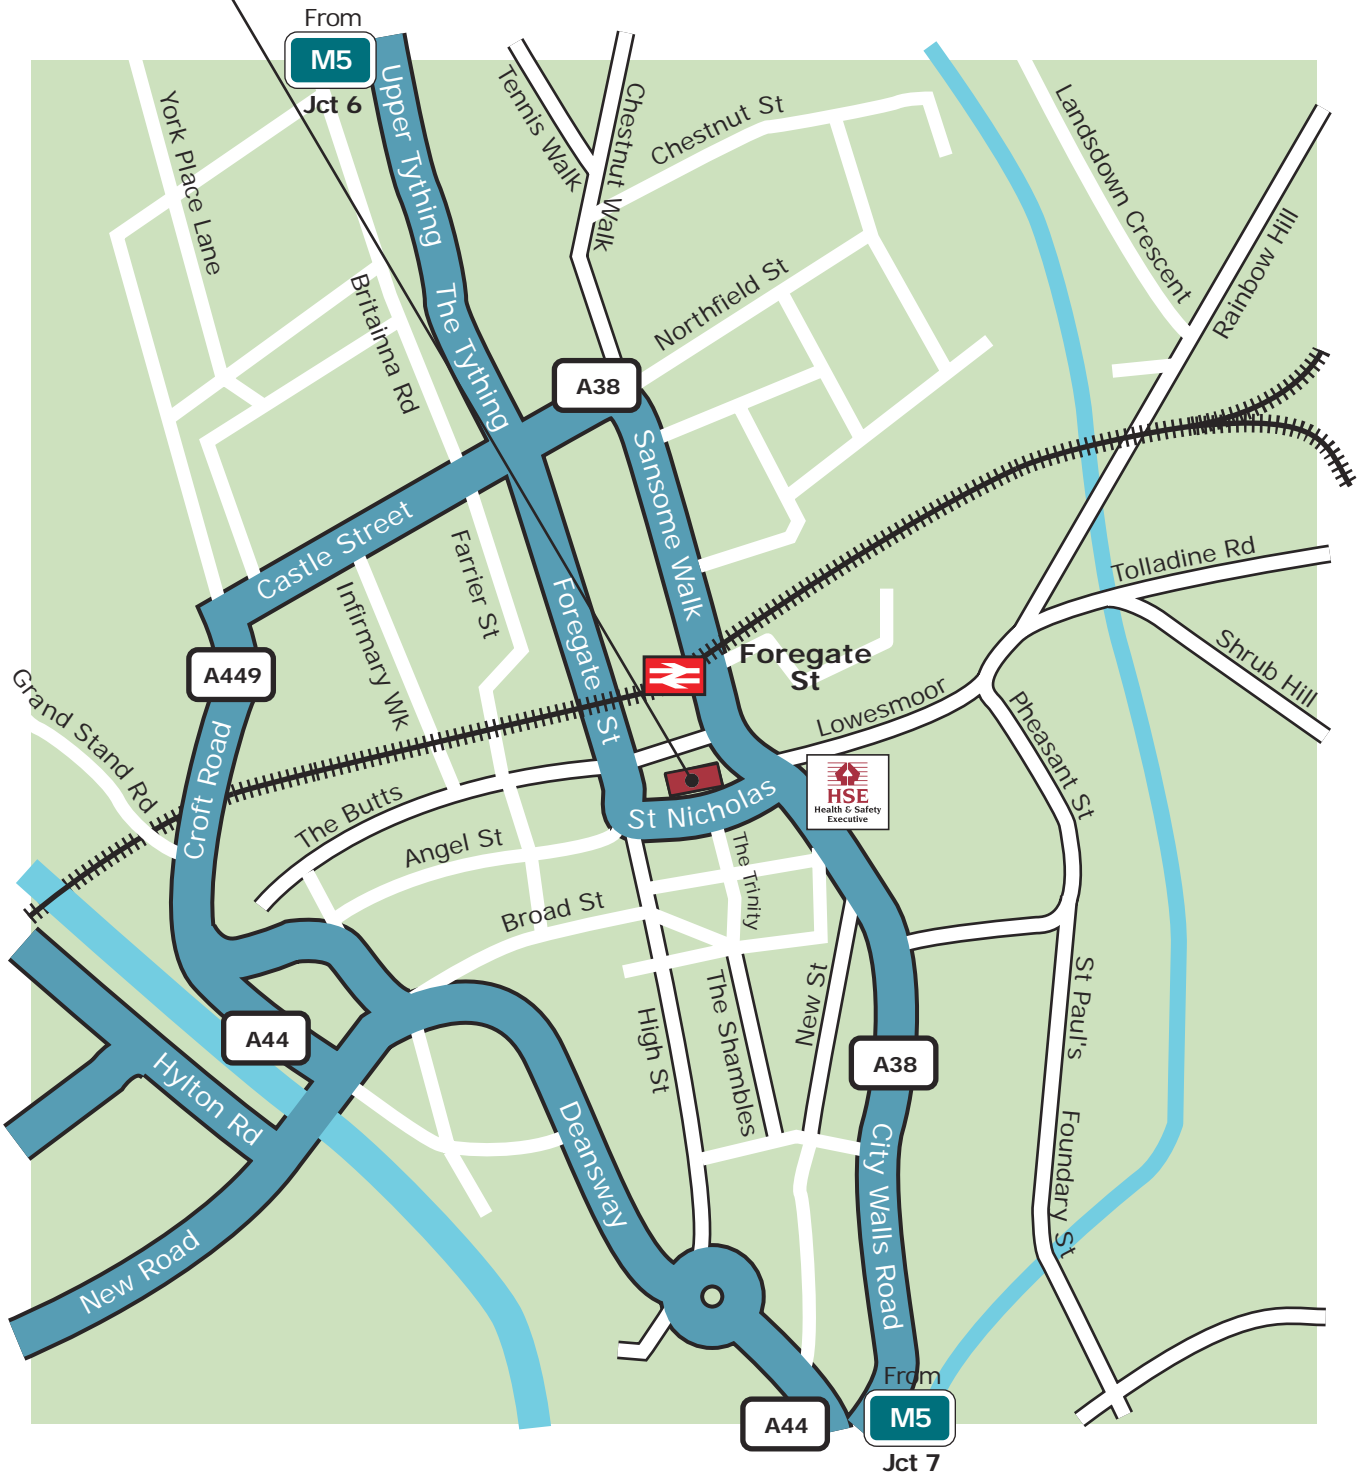 From
M5
Jct 6
Upper Tything
York Place Lane
Tennis Walk
Chestnut Walk
Chestnut St
Landsdown Crescent
Rainbow Hill
Britainna Rd
The Tything
Northfield St
A38
Sansome Walk
Castle Street
Farrier St
Infirmary Wk
Foregate St
Tolladine Rd
Shrub Hill
A449
Foregate
St
Grand Stand Rd
Croft Road
Lowesmoor
Pheasant St
The Butts
St Nicholas
HSE
Health & Safety
Executive
Angel St
The Trinity
Broad St
High St
The Shambles
New St
St Paul's
A44
A38
Hylton Rd
Deansway
City Walls Road
Foundary St
New Road
From
M5
A44
Jct 7